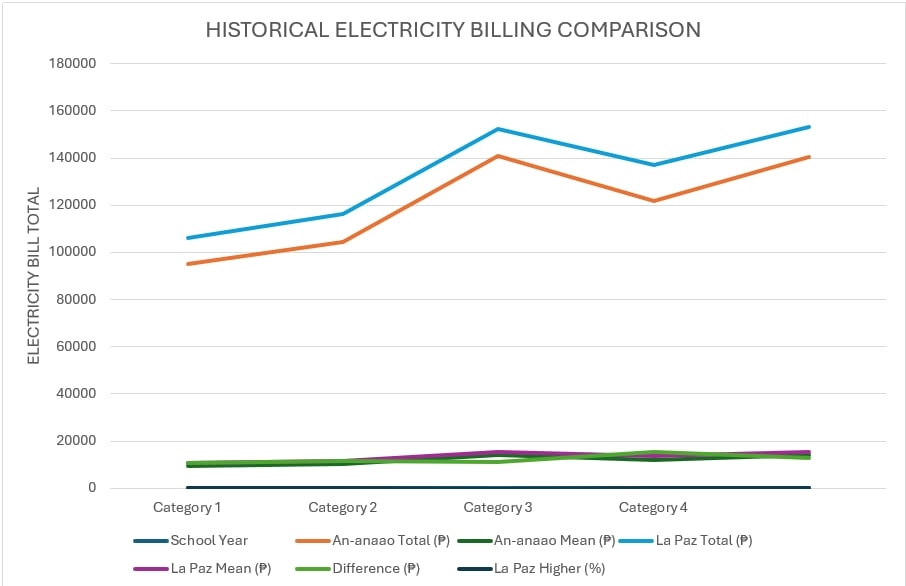 HISTORICAL ELECTRICITY BILLING COMPARISON
ELECTRICITY BILL TOTAL
180000
160000
140000
120000
100000
80000
60000
40000
20000
0
Category 1 Category 2 Category 3 Category 4
School Year An-anaao Total (₱) An-anaao Mean (₱) La Paz Total (₱)
La Paz Mean (₱) Difference (₱) La Paz Higher (%)